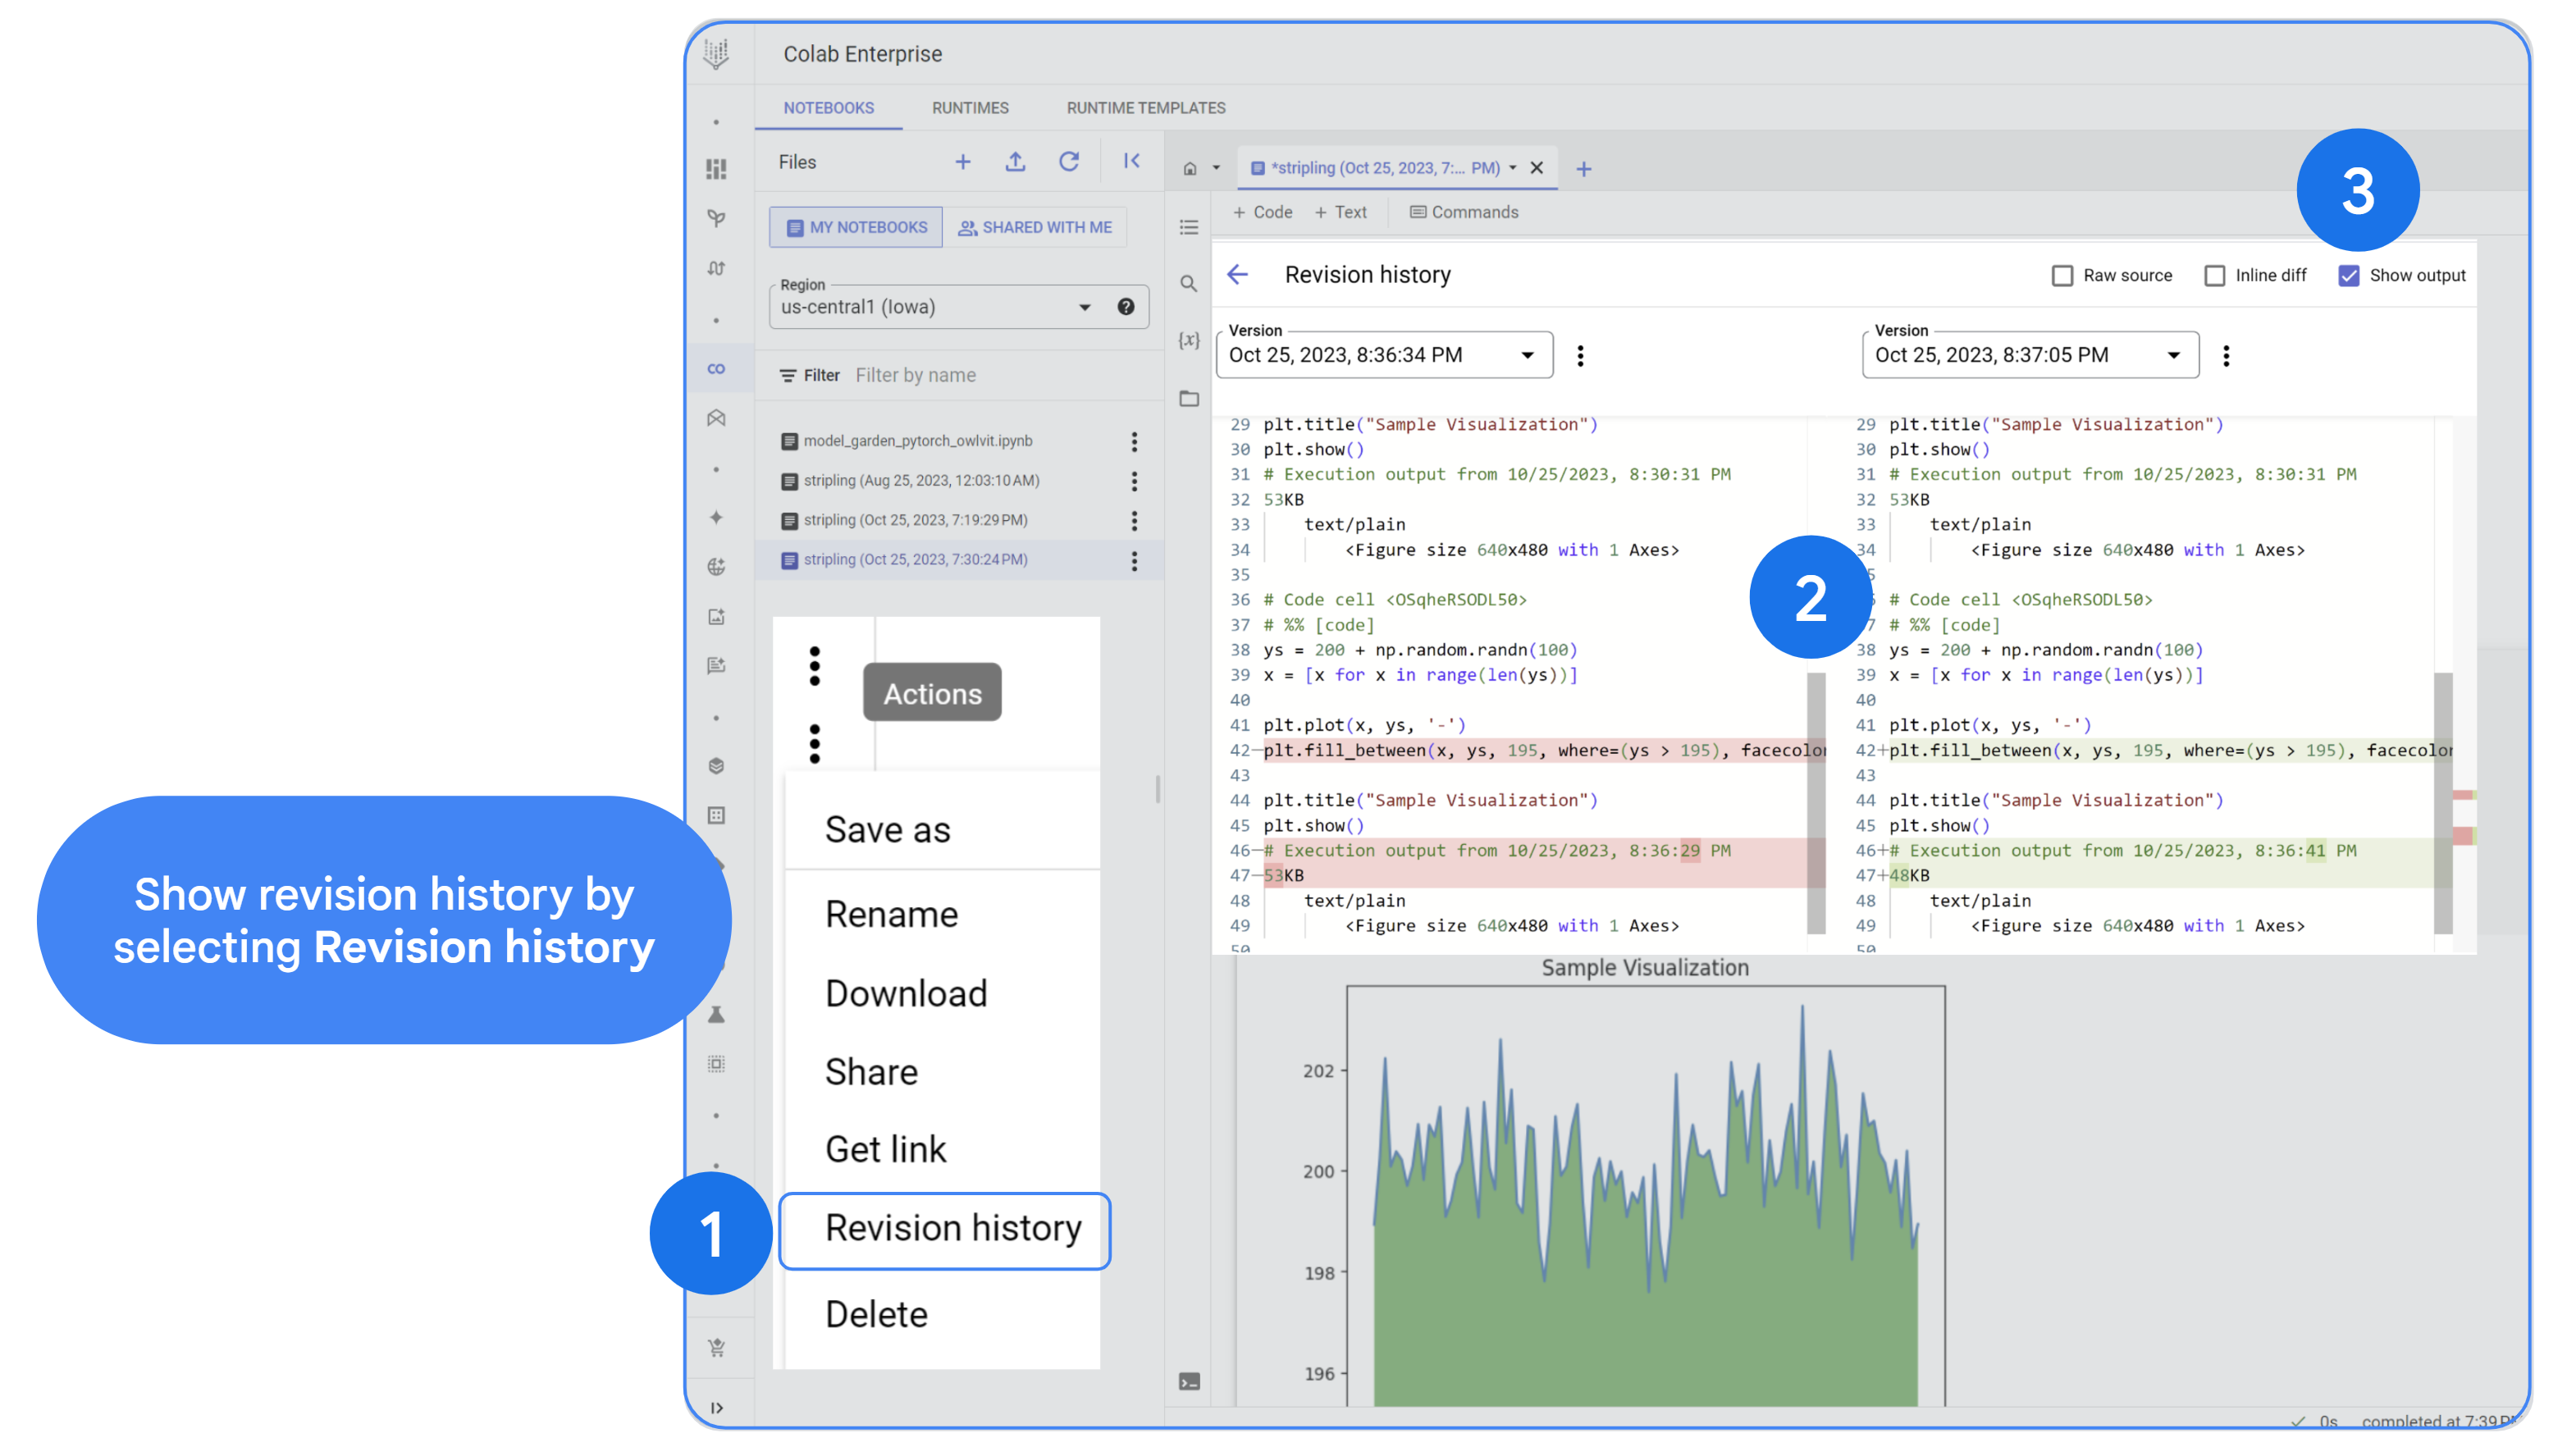 Colab Enterprise
NOTEBOOKS RUNTIMES RUNTIME TEMPLATES
Files
MY NOTEBOOKS SHARED WITH ME
Region
us-central1 (Iowa)
Filter Filter by name
model_garden_pytorch_owlvit.ipynb
stripling (Aug 25, 2023, 12:03:10 AM)
stripling (Oct 25, 2023, 7:19:29 PM)
stripling (Oct 25, 2023, 7:30:24 PM)
Actions
Save as
Rename
Download
Share
Get link
Revision history
Delete
Show revision history by
selecting Revision history
1
*stripling (Oct 25, 2023, 7:... PM)
+ Code + Text Commands
3
Revision history
Raw source Inline diff Show output
Version
Oct 25, 2023, 8:36:34 PM
29 plt.title("Sample Visualization")
30 plt.show()
31 # Execution output from 10/25/2023, 8:30:31 PM
32 53KB
33 text/plain
34 <Figure size 640x480 with 1 Axes>
35
36 # Code cell <OSqheRSODL50>
37 # %% [code]
38 ys = 200 + np.random.randn(100)
39 x = [x for x in range(len(ys))]
40
41 plt.plot(x, ys, '-')
42-plt.fill_between(x, ys, 195, where=(ys > 195), facecolor
43
44 plt.title("Sample Visualization")
45 plt.show()
46-# Execution output from 10/25/2023, 8:36:29 PM
47-53KB
48 text/plain
49 <Figure size 640x480 with 1 Axes>
50
2
Version
Oct 25, 2023, 8:37:05 PM
29 plt.title("Sample Visualization")
30 plt.show()
31 # Execution output from 10/25/2023, 8:30:31 PM
32 53KB
33 text/plain
34 <Figure size 640x480 with 1 Axes>
5
# Code cell <OSqheRSODL50>
7 # %% [code]
38 ys = 200 + np.random.randn(100)
39 x = [x for x in range(len(ys))]
40
41 plt.plot(x, ys, '-')
42+plt.fill_between(x, ys, 195, where=(ys > 195), facecolor
43
44 plt.title("Sample Visualization")
45 plt.show()
46+# Execution output from 10/25/2023, 8:36:41 PM
47+48KB
48 text/plain
49 <Figure size 640x480 with 1 Axes>
50
Sample Visualization
202
200
198
196
0s completed at 7:39 PM